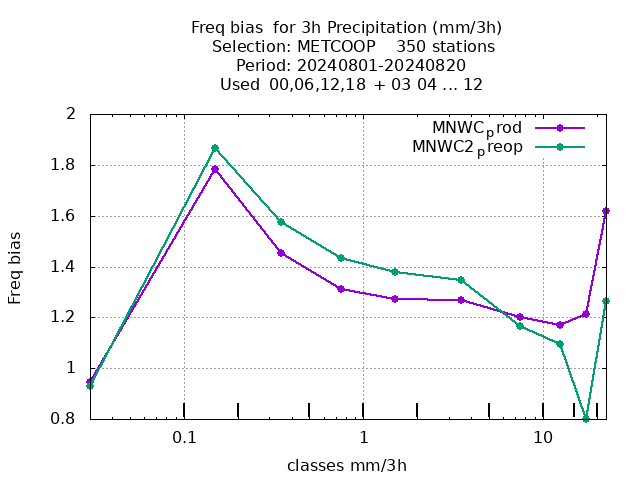 Freq bias for 3h Precipitation (mm/3h)
Selection: METCOOP 350 stations
Period: 20240801-20240820
Used 00,06,12,18 + 03 04 ... 12
MNWC_prod
MNWC2_preop
2
1.8
1.6
1.4
1.2
1
0.8
Freq bias
0.1 1 10
classes mm/3h